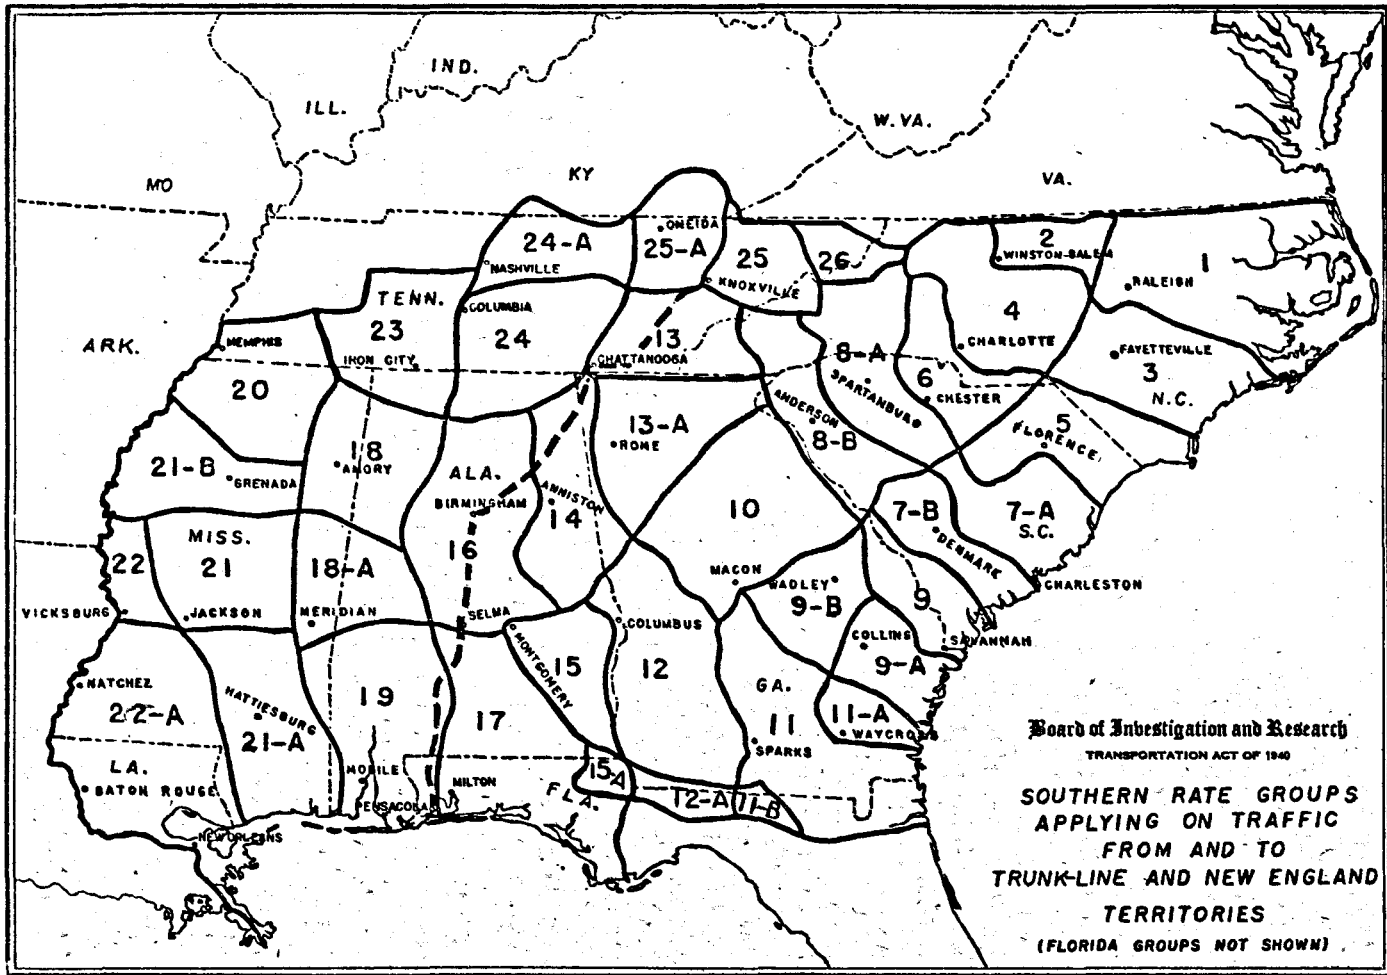 IND.
ILL.
W.VA.
MO
KY
VA.
ONEIDA
24-A
25-A
25
26
2
WINSTON-SALEM
1
NASHVILLE
KNOXVILLE
RALEIGH
TENN.
COLUMBIA
23
24
13
4
ARK.
MEMPHIS
IRON CITY
CHATTANOOGA
8-A
CHARLOTTE
FAYETTEVILLE
3
N.C.
20
6
CHESTER
SPARTANBURG
ANDERSON
8-B
5
FLORENCE
13-A
ROME
18
AMORY
21-B
GRENADA
ALA.
BIRMINGHAM
ANNISTON
14
10
7-B
7-A
S.C.
DENMARK
MISS.
22
21
18-A
16
MACON
WADLEY
9-B
9
CHARLESTON
VICKSBURG
JACKSON
MERIDIAN
SELMA
COLUMBUS
COLLINS
SAVANNAH
MONTGOMERY
15
12
9-A
NATCHEZ
22-A
HATTIESBURG
21-A
19
17
GA.
11
SPARKS
11-A
WAYCROSS
LA.
BATON ROUGE
MOBILE
MILTON
PENSACOLA
15-A
FLA.
12-A
11-B
NEW ORLEANS
Board of Investigation and Research
TRANSPORTATION ACT OF 1940
SOUTHERN RATE GROUPS
APPLYING ON TRAFFIC
FROM AND TO
TRUNK-LINE AND NEW ENGLAND
TERRITORIES
(FLORIDA GROUPS NOT SHOWN)